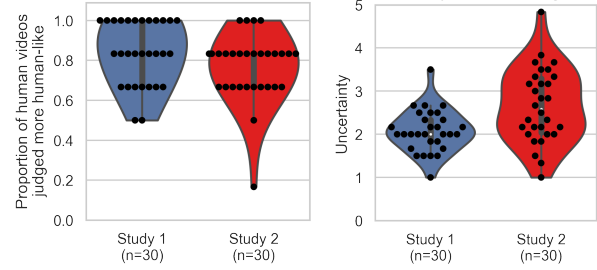 Proportion of human videos
judged more human-like
1.0
0.8
0.6
0.4
0.2
0.0
Study 1
(n=30)
Study 2
(n=30)
Uncertainty
5
4
3
2
1
0
Study 1
(n=30)
Study 2
(n=30)